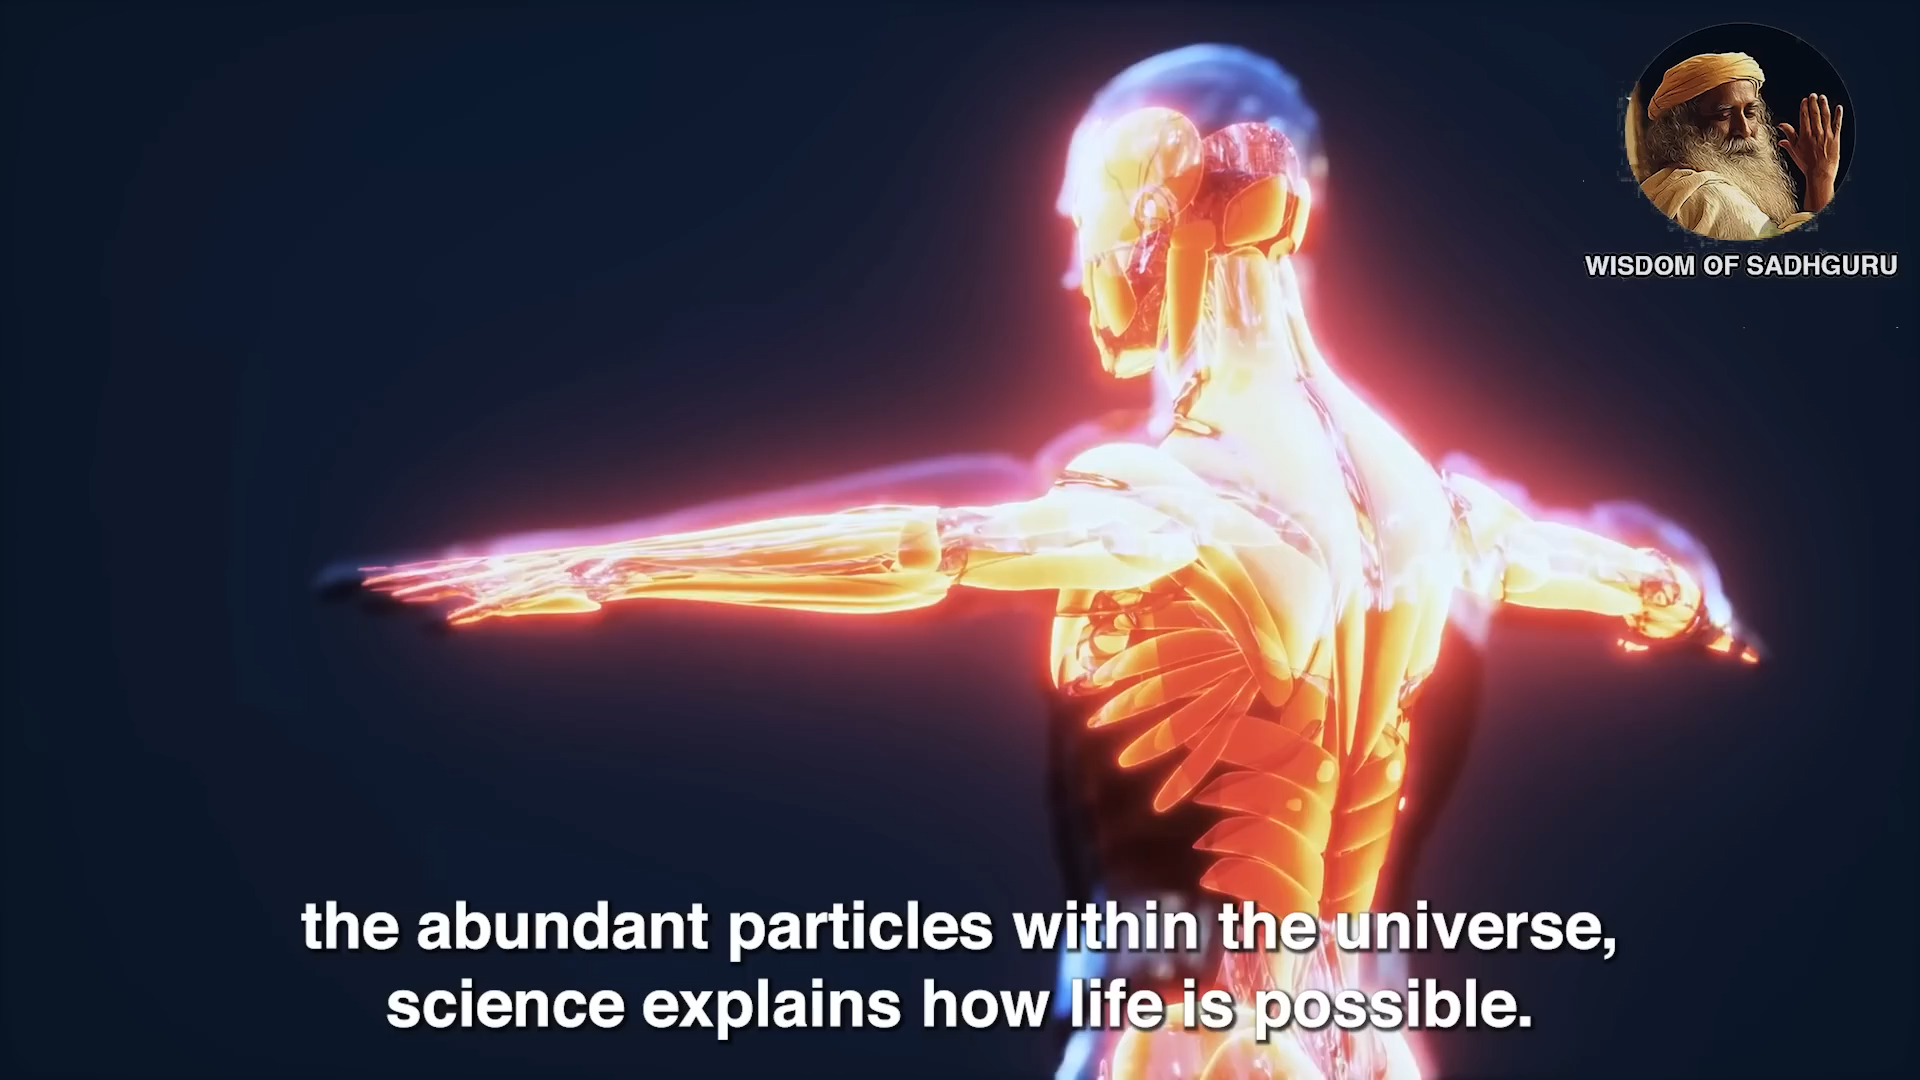 WISDOM OF SADHGURU
the abundant particles within the universe,
science explains how life is possible.